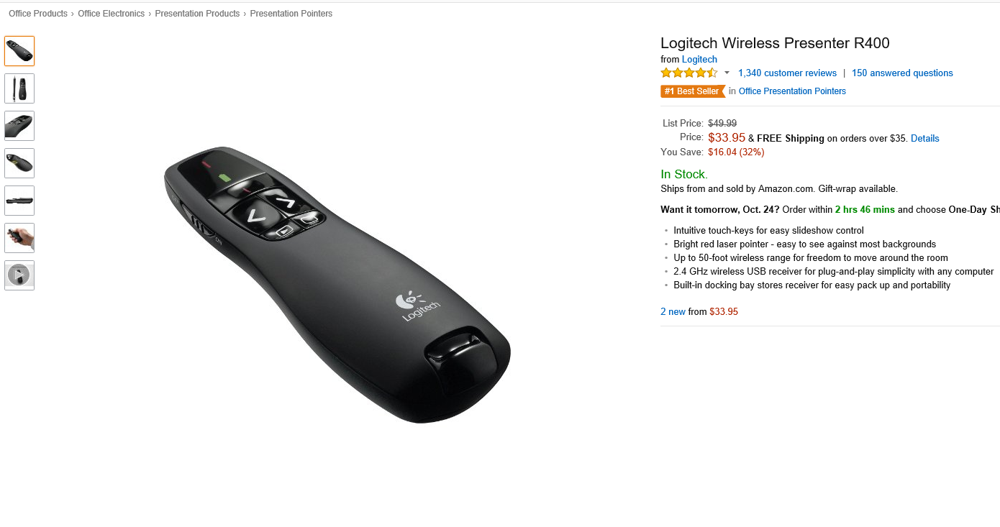 Office Products › Office Electronics › Presentation Products › Presentation Pointers
Logitech Wireless Presenter R400
from Logitech
1,340 customer reviews | 150 answered questions
#1 Best Seller in Office Presentation Pointers
List Price: $49.99
Price: $33.95 & FREE Shipping on orders over $35. Details
You Save: $16.04 (32%)
In Stock.
Ships from and sold by Amazon.com. Gift-wrap available.
Want it tomorrow, Oct. 24? Order within 2 hrs 46 mins and choose One-Day Sh
• Intuitive touch-keys for easy slideshow control
• Bright red laser pointer - easy to see against most backgrounds
• Up to 50-foot wireless range for freedom to move around the room
• 2.4 GHz wireless USB receiver for plug-and-play simplicity with any computer
• Built-in docking bay stores receiver for easy pack up and portability
2 new from $33.95
OFF
ON
Logitech